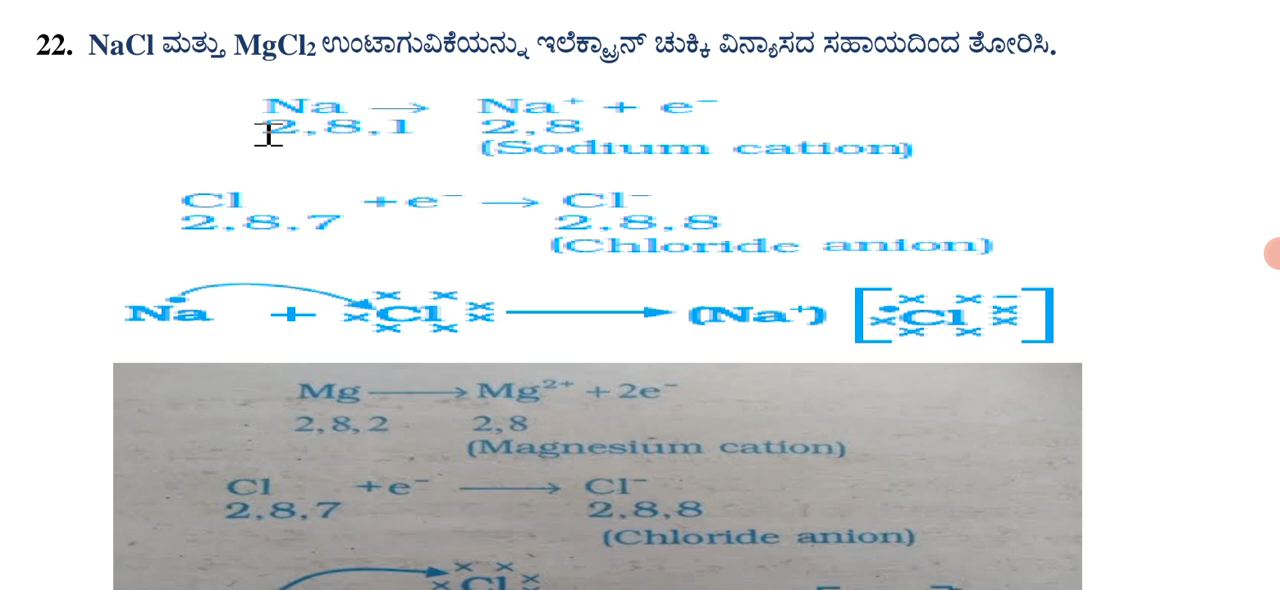 22. NaCl ಮತ್ತು MgCl₂ ಉಂಟಾಗುವಿಕೆಯನ್ನು ಇಲೆಕ್ಟ್ರಾನ್ ಚುಕ್ಕಿ ವಿನ್ಯಾಸದ ಸಹಾಯದಿಂದ ತೋರಿಸಿ.
Na → Na⁺ + e⁻
2,8,1 2,8
(Sodium cation)
Cl +e⁻ → Cl⁻
2,8,7 2,8,8
(Chloride anion)
Na + Cl → (Na⁺) [Cl]⁻
Mg → Mg²⁺ + 2e⁻
2,8,2 2,8
(Magnesium cation)
Cl +e⁻ → Cl⁻
2,8,7 2,8,8
(Chloride anion)
Cl